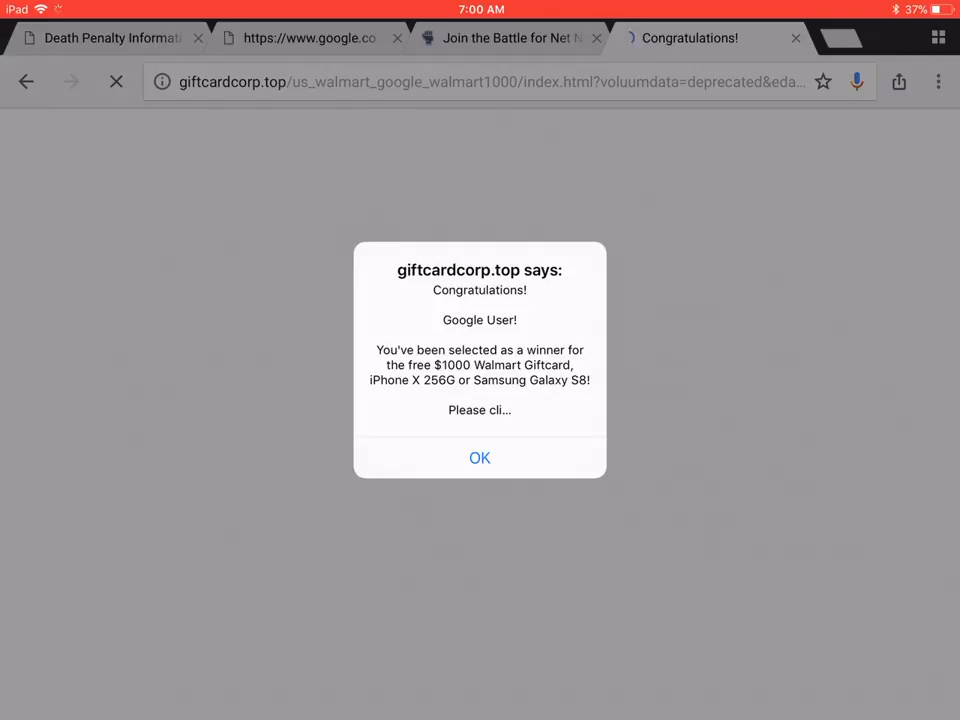 iPad 7:00 AM 37%
Death Penalty Informat https://www.google.co Join the Battle for Net N Congratulations!
giftcardcorp.top/us_walmart_google_walmart1000/index.html?voluumdata=deprecated&eda...
giftcardcorp.top says:
Congratulations!
Google User!
You've been selected as a winner for
the free $1000 Walmart Giftcard,
iPhone X 256G or Samsung Galaxy S8!
Please cli...
OK